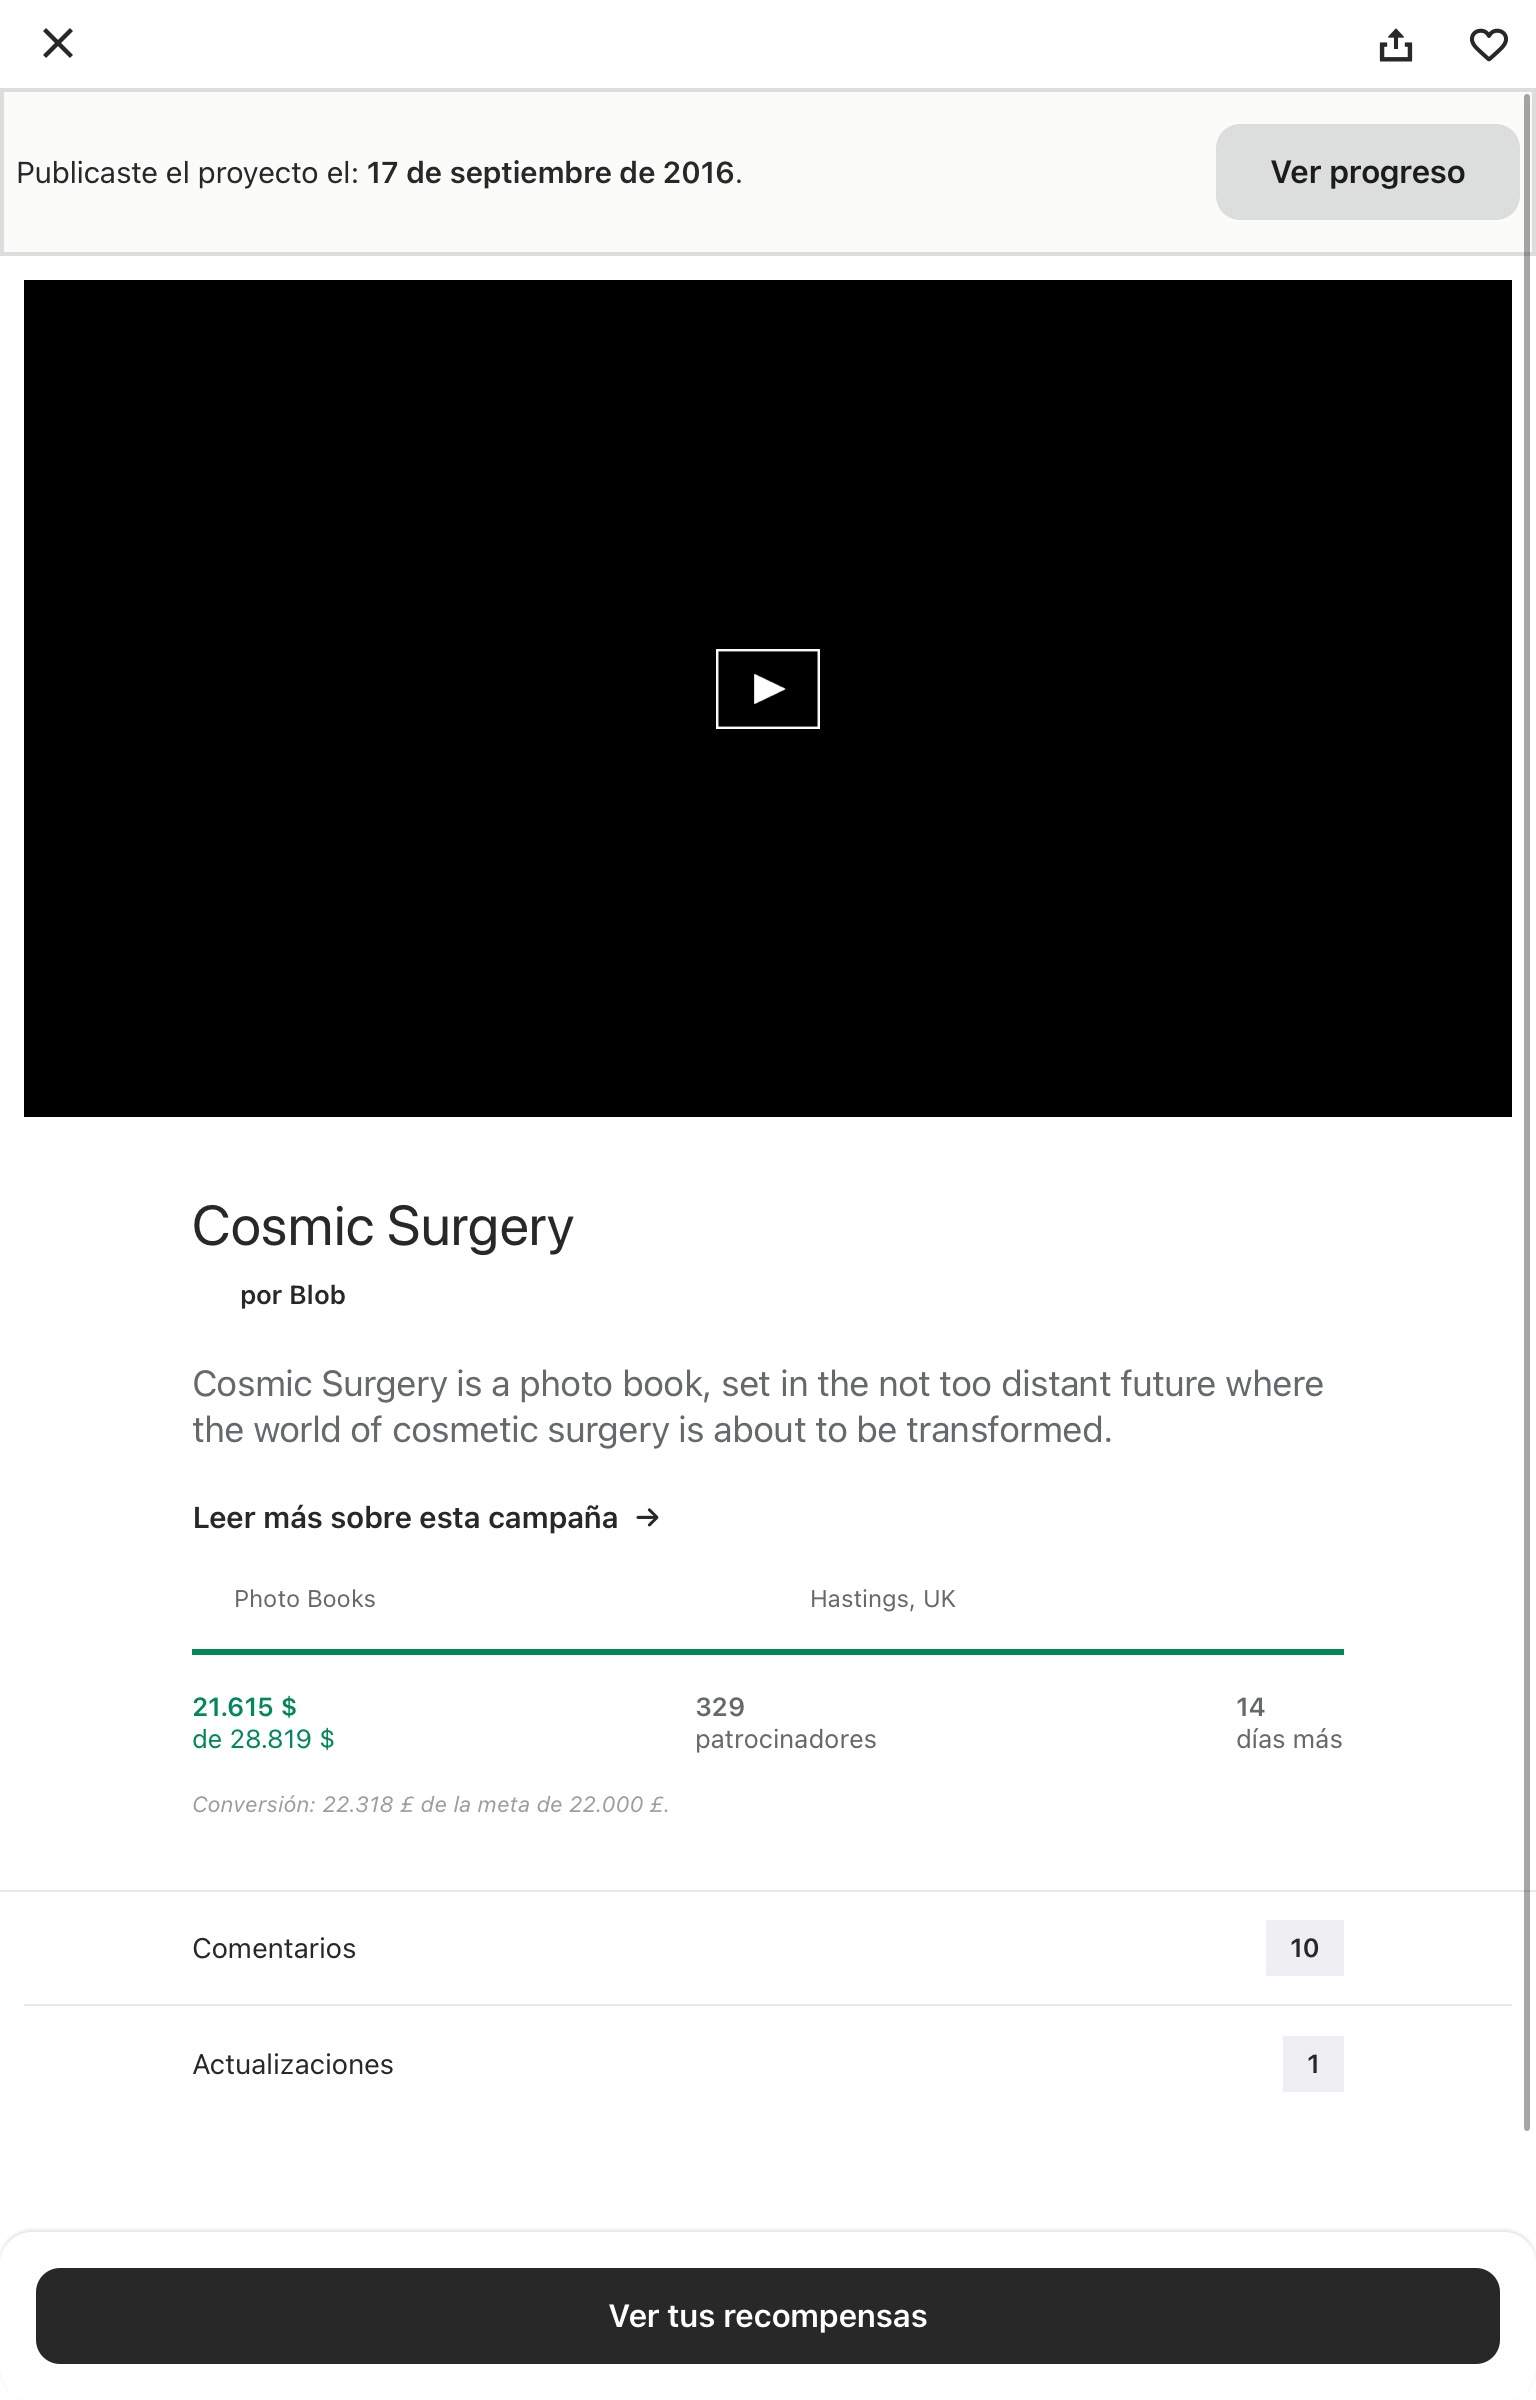 Publicaste el proyecto el: 17 de septiembre de 2016.
Ver progreso
Cosmic Surgery
por Blob
Cosmic Surgery is a photo book, set in the not too distant future where
the world of cosmetic surgery is about to be transformed.
Leer más sobre esta campaña →
Photo Books
Hastings, UK
21.615 $
de 28.819 $
329
patrocinadores
14
días más
Conversión: 22.318 £ de la meta de 22.000 £.
Comentarios
10
Actualizaciones
1
Ver tus recompensas